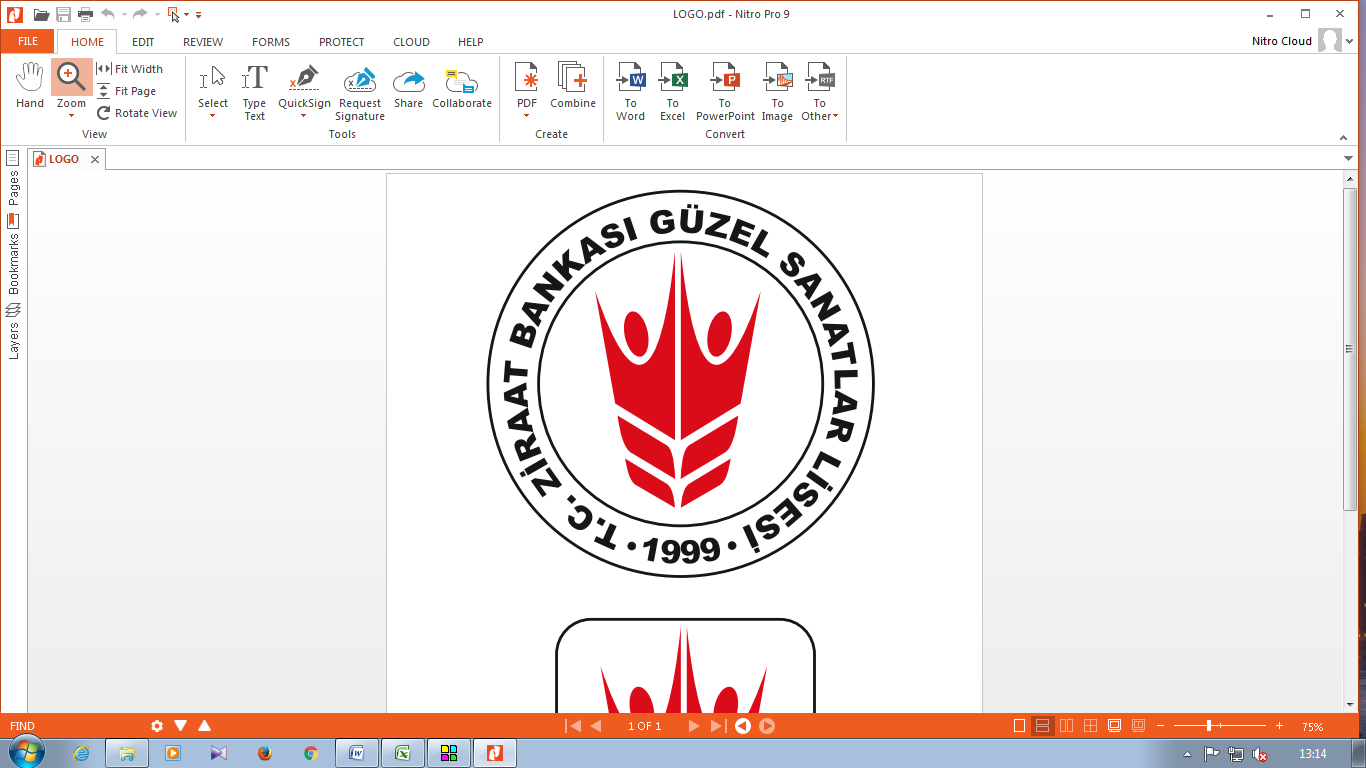 LOGO.pdf - Nitro Pro 9
FILE HOME EDIT REVIEW FORMS PROTECT CLOUD HELP Nitro Cloud
Hand Zoom Fit Width Fit Page Rotate View
View
Select Type Text QuickSign Request Signature Share Collaborate
Tools
PDF Combine
Create
To Word To Excel To PowerPoint To Image To Other
Convert
W X P RTF
LOGO
Pages
Bookmarks
Layers
T.C. ZİRAAT BANKASI GÜZEL SANATLAR LİSESİ
• 1999 •
FIND 1 OF 1 75%
13:14